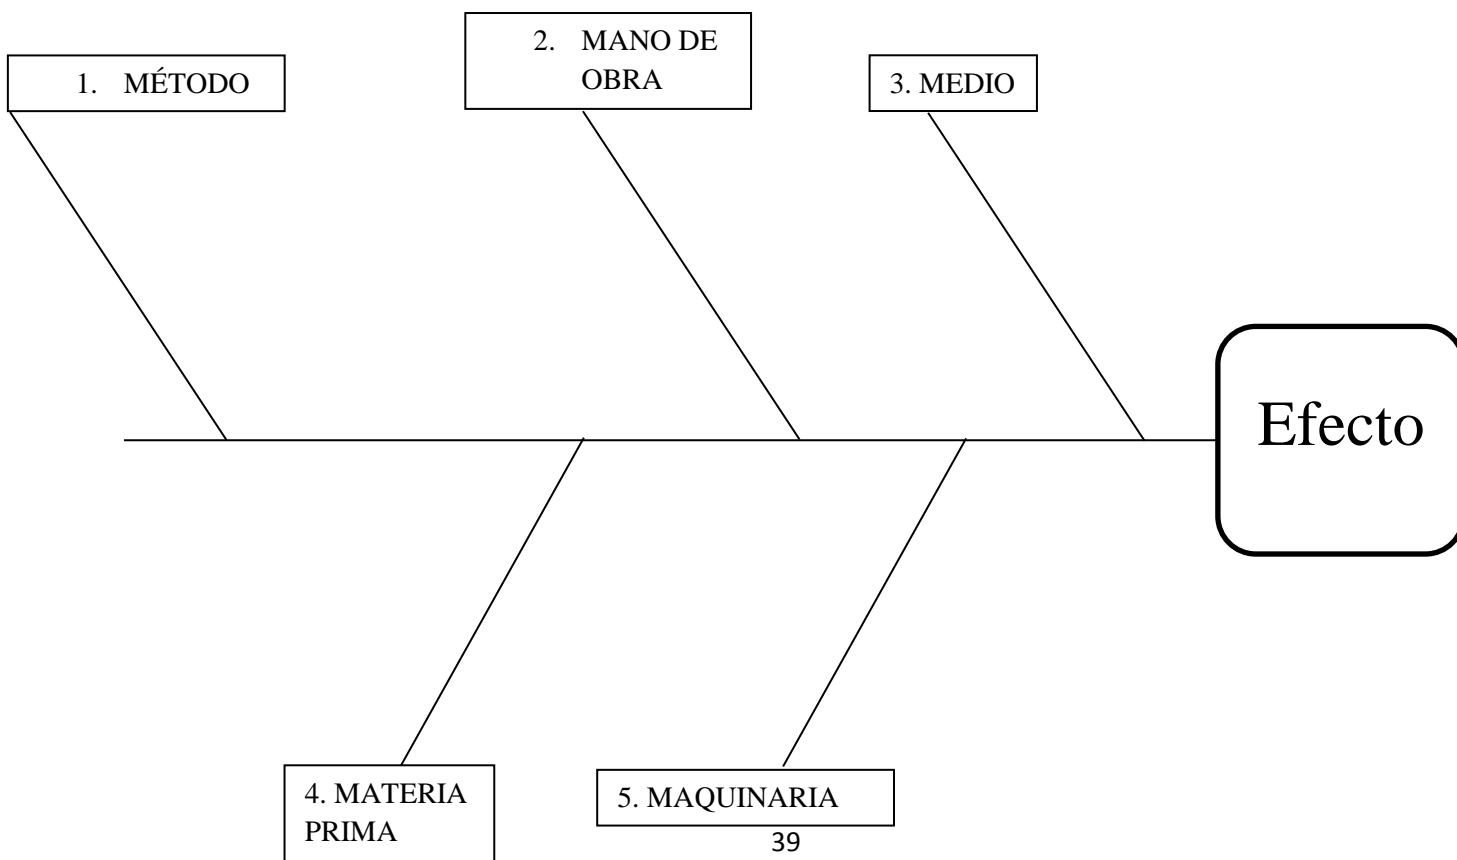 1. MÉTODO
2. MANO DE
OBRA
3. MEDIO
Efecto
4. MATERIA
PRIMA
5. MAQUINARIA
39